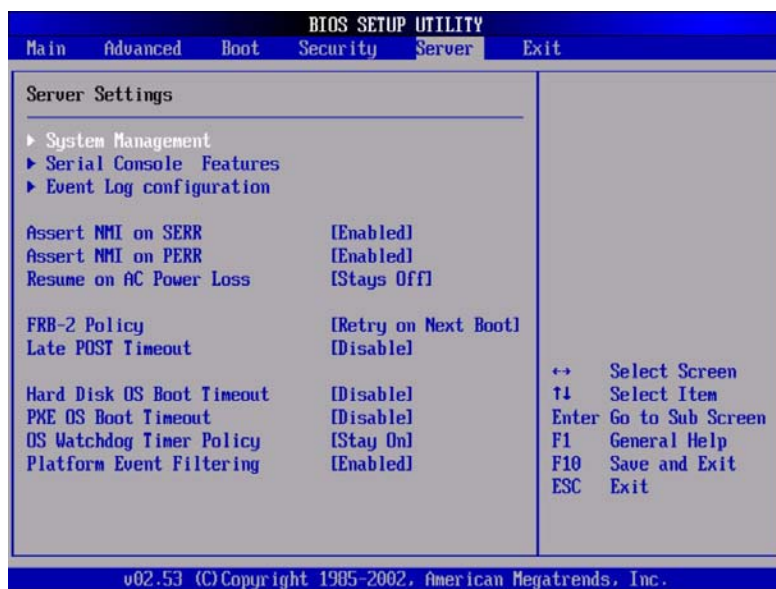 BIOS SETUP UTILITY
Main Advanced Boot Security Server Exit
Server Settings
▶ System Management
▶ Serial Console Features
▶ Event Log configuration
Assert NMI on SERR [Enabled]
Assert NMI on PERR [Enabled]
Resume on AC Power Loss [Stays Off]
FRB-2 Policy [Retry on Next Boot]
Late POST Timeout [Disable]
Hard Disk OS Boot Timeout [Disable]
PXE OS Boot Timeout [Disable]
OS Watchdog Timer Policy [Stay On]
Platform Event Filtering [Enabled]
↔ Select Screen
↑↓ Select Item
Enter Go to Sub Screen
F1 General Help
F10 Save and Exit
ESC Exit
v02.53 (C)Copyright 1985-2002, American Megatrends, Inc.